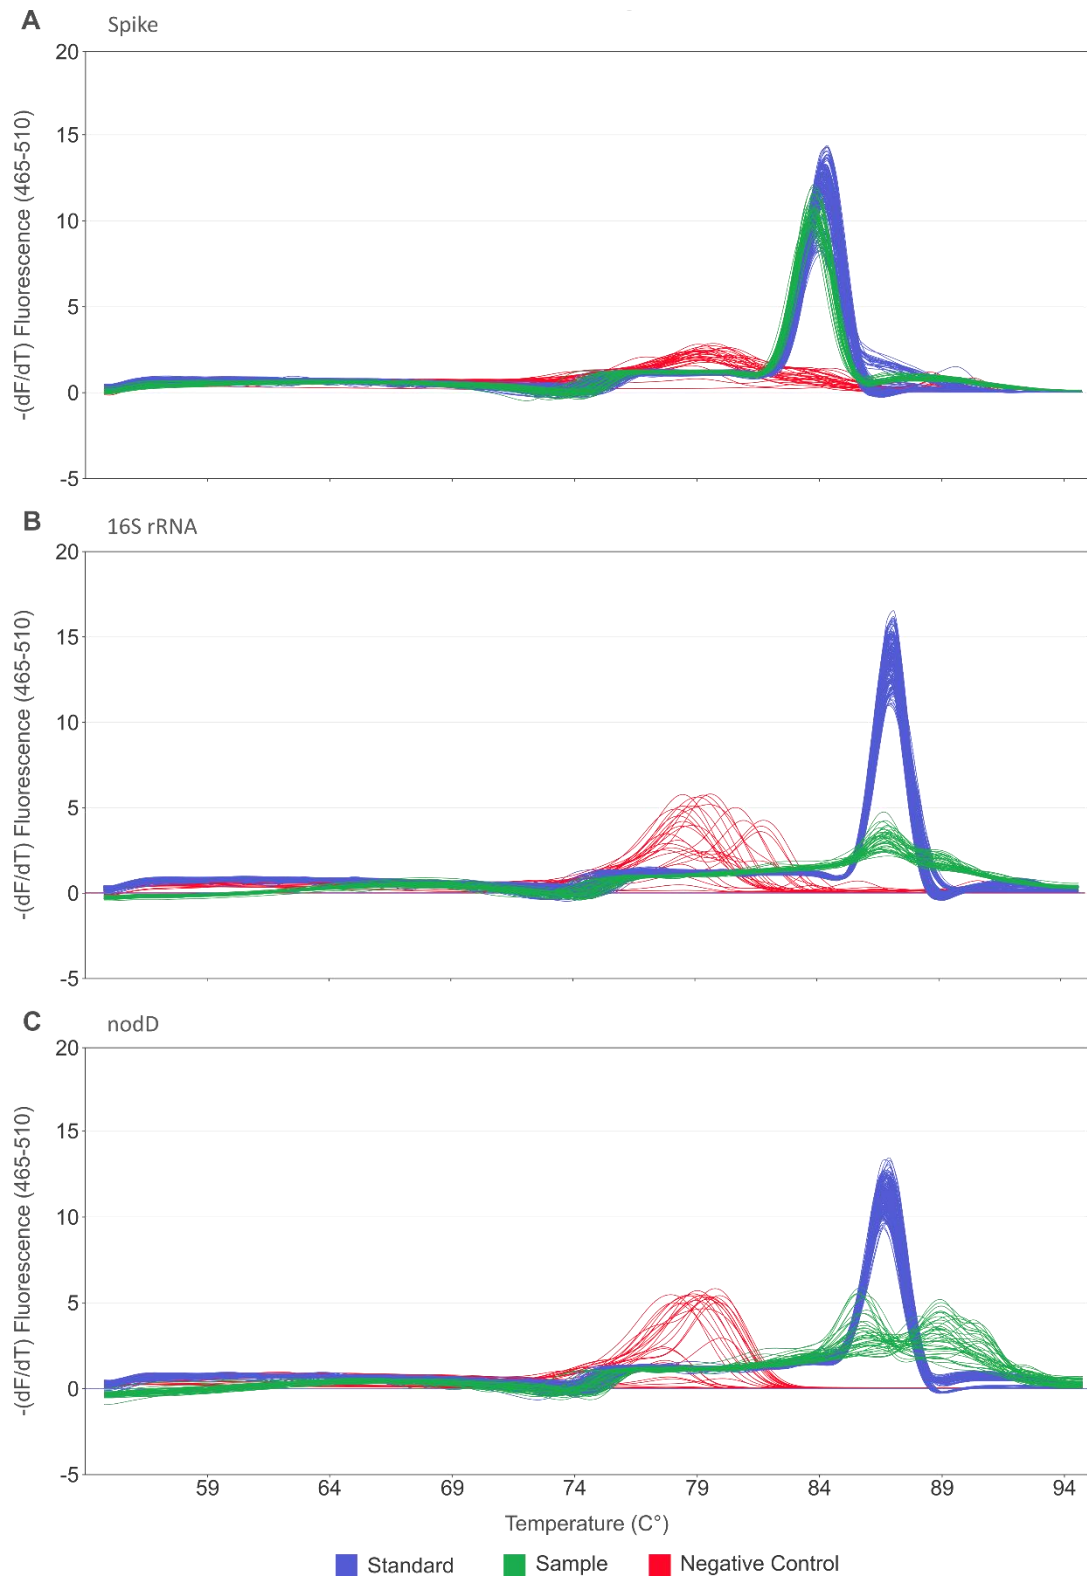 A
Spike
20
15
10
5
0
-5
-(dF/dT) Fluorescence (465-510)
B
16S rRNA
20
15
10
5
0
-5
-(dF/dT) Fluorescence (465-510)
C
nodD
20
15
10
5
0
-5
-(dF/dT) Fluorescence (465-510)
59 64 69 74 79 84 89 94
Temperature (C°)
Standard Sample Negative Control